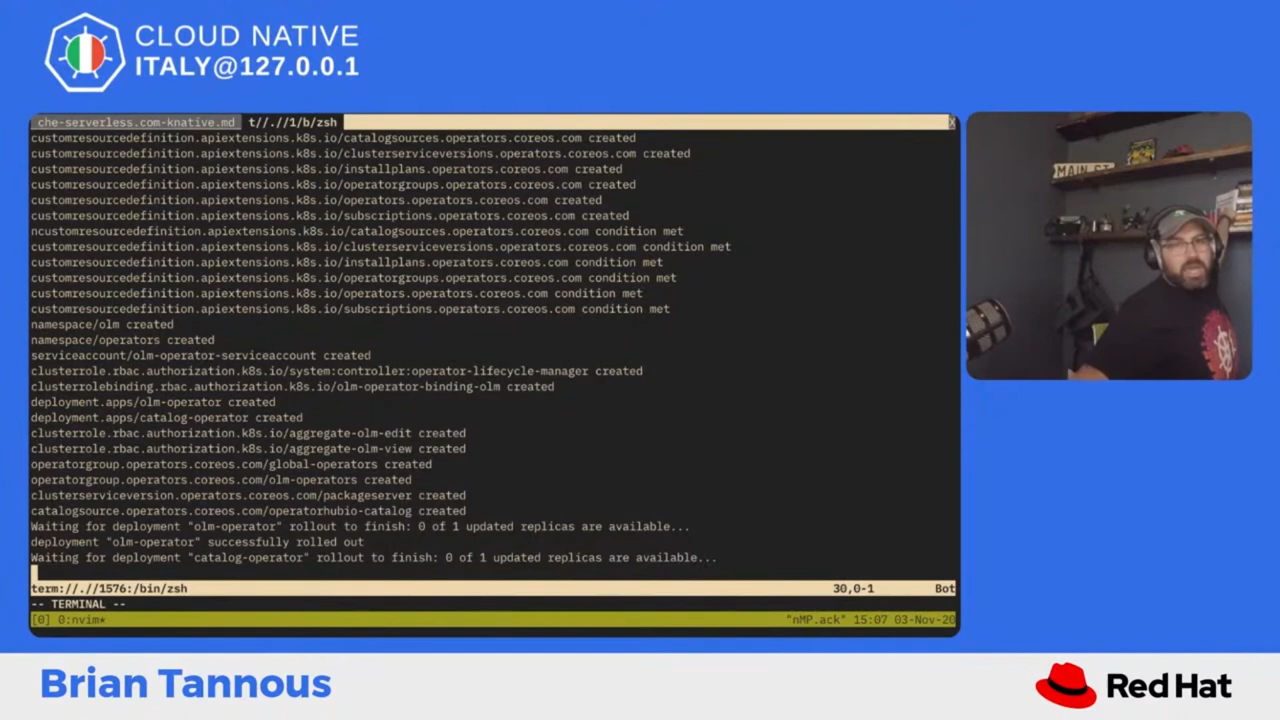 CLOUD NATIVE
ITALY@127.0.0.1
che-serverless.com-knative.md t//.//1/b/zsh X
customresourcedefinition.apiextensions.k8s.io/catalogsources.operators.coreos.com created
customresourcedefinition.apiextensions.k8s.io/clusterserviceversions.operators.coreos.com created
customresourcedefinition.apiextensions.k8s.io/installplans.operators.coreos.com created
customresourcedefinition.apiextensions.k8s.io/operatorgroups.operators.coreos.com created
customresourcedefinition.apiextensions.k8s.io/operators.operators.coreos.com created
customresourcedefinition.apiextensions.k8s.io/subscriptions.operators.coreos.com created
ncustomresourcedefinition.apiextensions.k8s.io/catalogsources.operators.coreos.com condition met
customresourcedefinition.apiextensions.k8s.io/clusterserviceversions.operators.coreos.com condition met
customresourcedefinition.apiextensions.k8s.io/installplans.operators.coreos.com condition met
customresourcedefinition.apiextensions.k8s.io/operatorgroups.operators.coreos.com condition met
customresourcedefinition.apiextensions.k8s.io/operators.operators.coreos.com condition met
customresourcedefinition.apiextensions.k8s.io/subscriptions.operators.coreos.com condition met
namespace/olm created
namespace/operators created
serviceaccount/olm-operator-serviceaccount created
clusterrole.rbac.authorization.k8s.io/system:controller:operator-lifecycle-manager created
clusterrolebinding.rbac.authorization.k8s.io/olm-operator-binding-olm created
deployment.apps/olm-operator created
deployment.apps/catalog-operator created
clusterrole.rbac.authorization.k8s.io/aggregate-olm-edit created
clusterrole.rbac.authorization.k8s.io/aggregate-olm-view created
operatorgroup.operators.coreos.com/global-operators created
operatorgroup.operators.coreos.com/olm-operators created
clusterserviceversion.operators.coreos.com/packageserver created
catalogsource.operators.coreos.com/operatorhubio-catalog created
Waiting for deployment "olm-operator" rollout to finish: 0 of 1 updated replicas are available...
deployment "olm-operator" successfully rolled out
Waiting for deployment "catalog-operator" rollout to finish: 0 of 1 updated replicas are available...
term://.//1576:/bin/zsh 30,0-1 Bot
-- TERMINAL --
[0] 0:nvim* "nMP.ack" 15:07 03-Nov-20
MAIN ST
Brian Tannous
Red Hat